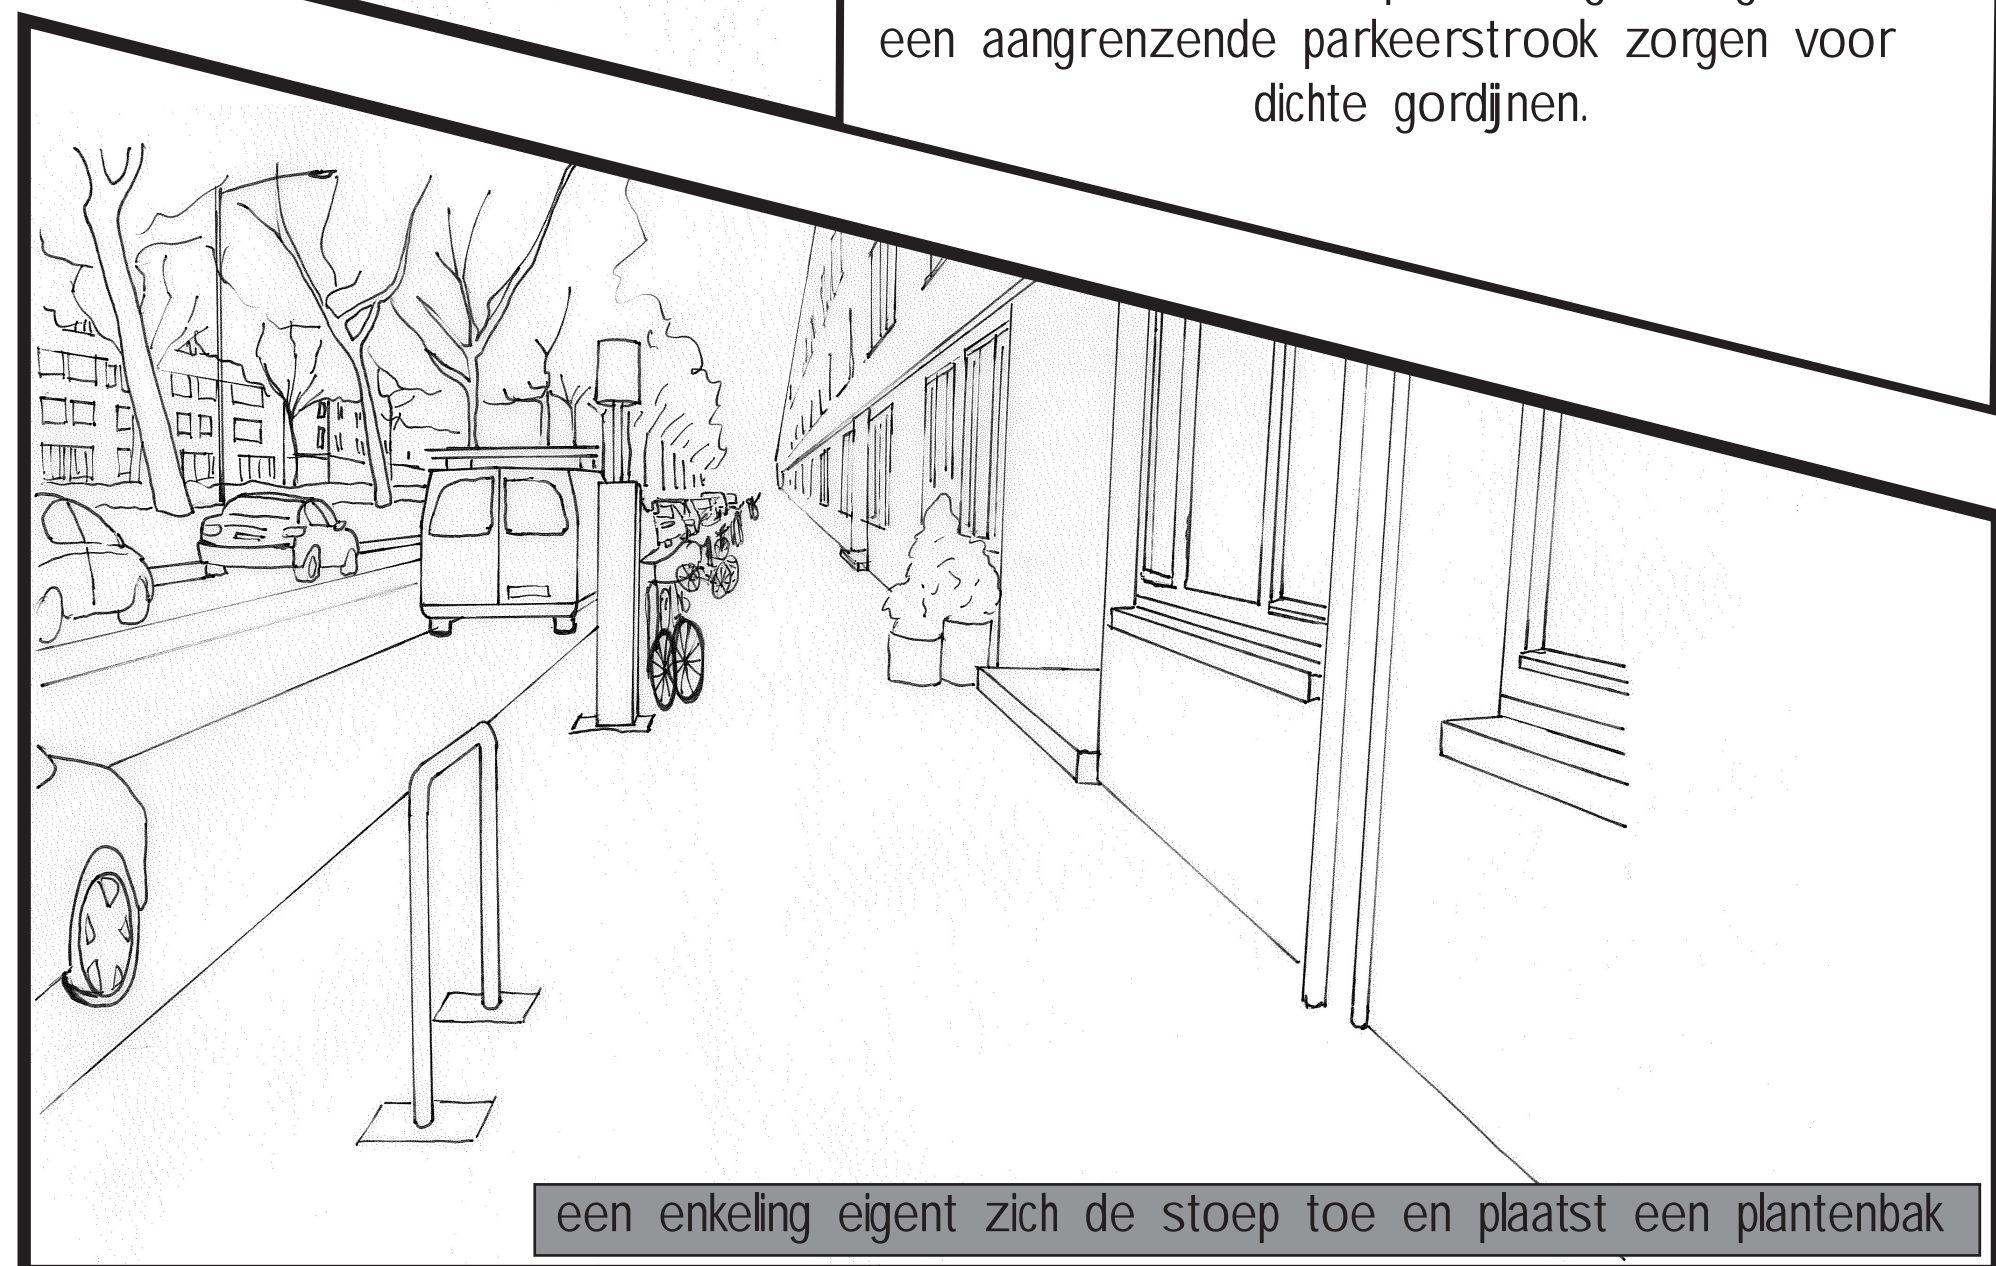 een aangrenzende parkeerstrook zorgen voor
dichte gordijnen.
een enkeling eigent zich de stoep toe en plaatst een plantenbak